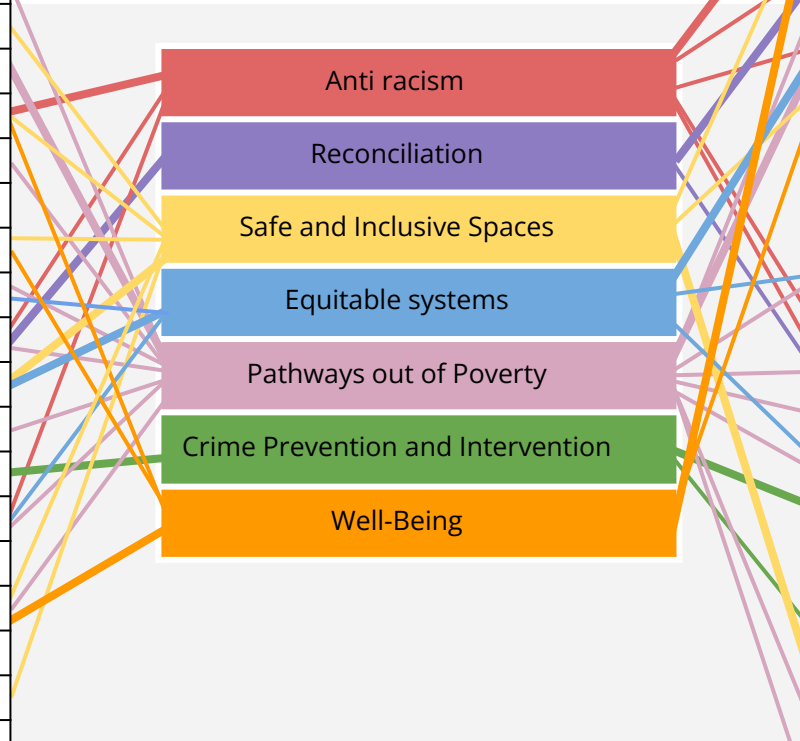 Anti racism
Reconciliation
Safe and Inclusive Spaces
Equitable systems
Pathways out of Poverty
Crime Prevention and Intervention
Well-Being